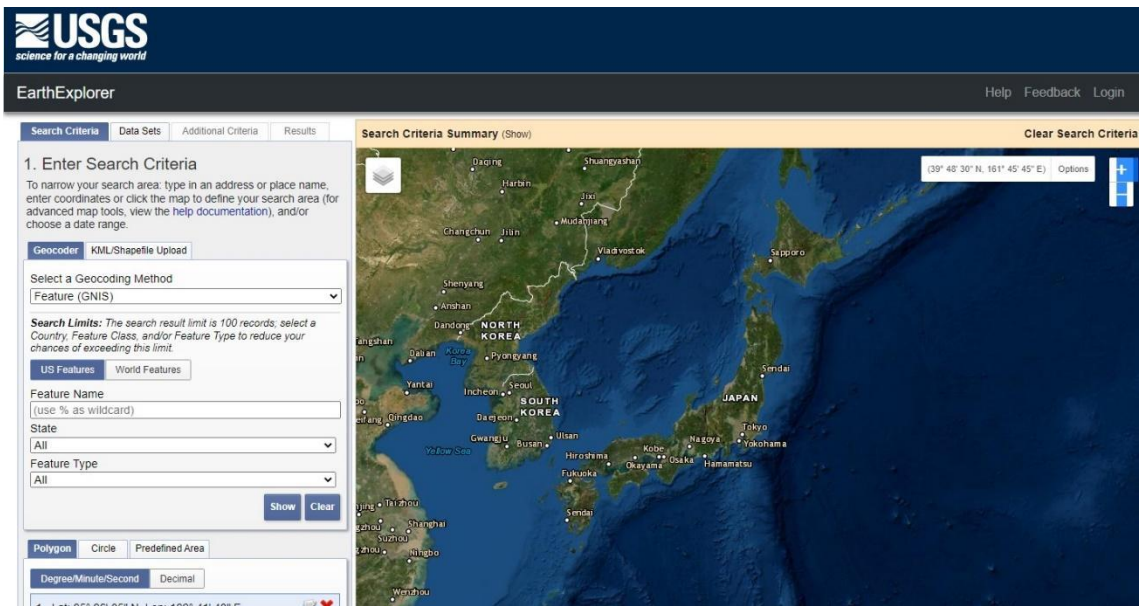 USGS
science for a changing world
EarthExplorer
Help Feedback Login
Search Criteria Data Sets Additional Criteria Results
1. Enter Search Criteria
To narrow your search area: type in an address or place name,
enter coordinates or click the map to define your search area (for
advanced map tools, view the help documentation), and/or
choose a date range.
Geocoder KML/Shapefile Upload
Select a Geocoding Method
Feature (GNIS)
Search Limits: The search result limit is 100 records; select a
Country, Feature Class, and/or Feature Type to reduce your
chances of exceeding this limit.
US Features World Features
Feature Name
(use % as wildcard)
State
All
Feature Type
All
Show Clear
Polygon Circle Predefined Area
Degree/Minute/Second Decimal
Search Criteria Summary (Show)
Clear Search Criteria
(39° 48' 30" N, 161° 45' 45" E) Options
Daqing
Shuangyashan
Harbin
Jixi
Mudanjiang
Changchun
Jilin
Vladivostok
Sapporo
Shenyang
Anshan
Dandong
NORTH
KOREA
angshan
Dalian
Korea
Bay
Pyongyang
Sendai
Yantai
Incheon
Seoul
SOUTH
KOREA
JAPAN
eifang
Qingdao
Daejeon
Tokyo
Yokohama
Gwangju
Busan
Ulsan
Nagoya
Yellow Sea
Kobe
Hiroshima
Okayama
Osaka
Hamamatsu
Fukuoka
Sendai
Taizhou
Shanghai
Suzhou
Ningbo
Wenzhou